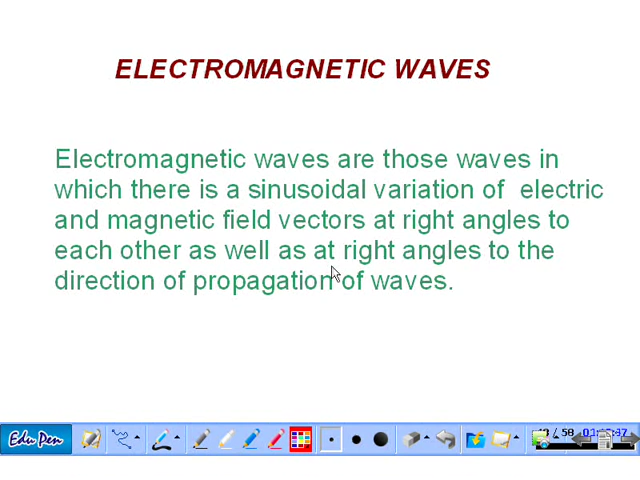 ELECTROMAGNETIC WAVES
Electromagnetic waves are those waves in
which there is a sinusoidal variation of electric
and magnetic field vectors at right angles to
each other as well as at right angles to the
direction of propagation of waves.
Edu Pen
/ 58